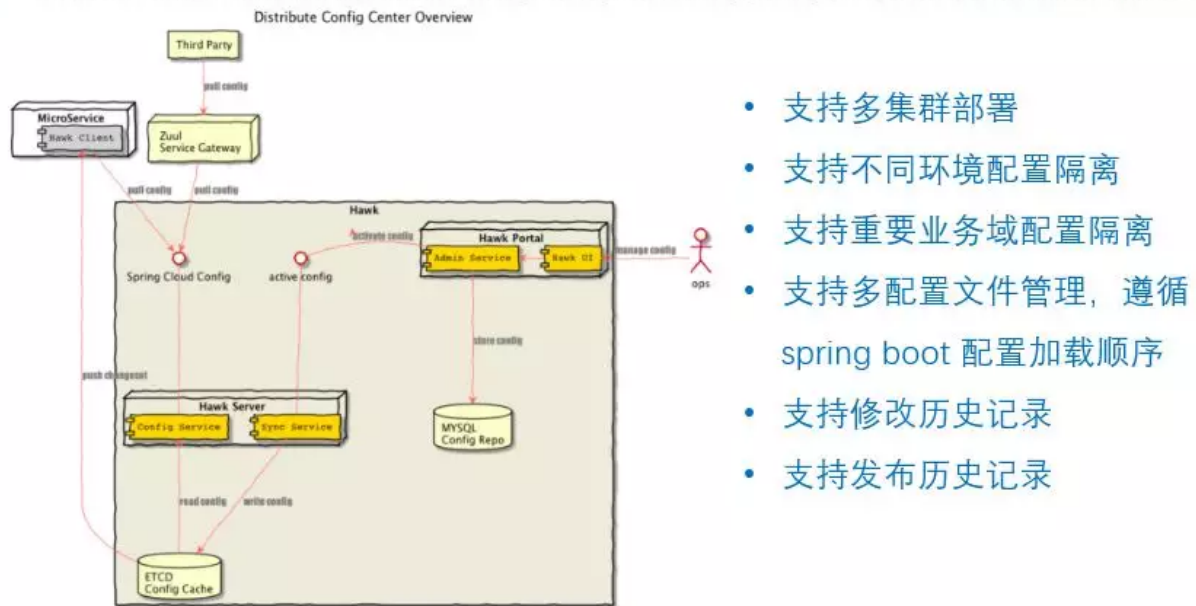 Distribute Config Center Overview
Third Party
pull config
MicroService
Hawk Client
Zuul
Service Gateway
pull config
pull config
Hawk
Spring Cloud Config
active config
activate config
Hawk Portal
Admin Service
Hawk UI
manage config
ops
store config
push changeset
Hawk Server
Config Service
Sync Service
MYSQL
Config Repo
read config
write config
ETCD
Config Cache
• 支持多集群部署
• 支持不同环境配置隔离
• 支持重要业务域配置隔离
• 支持多配置文件管理，遵循
spring boot 配置加载顺序
• 支持修改历史记录
• 支持发布历史记录